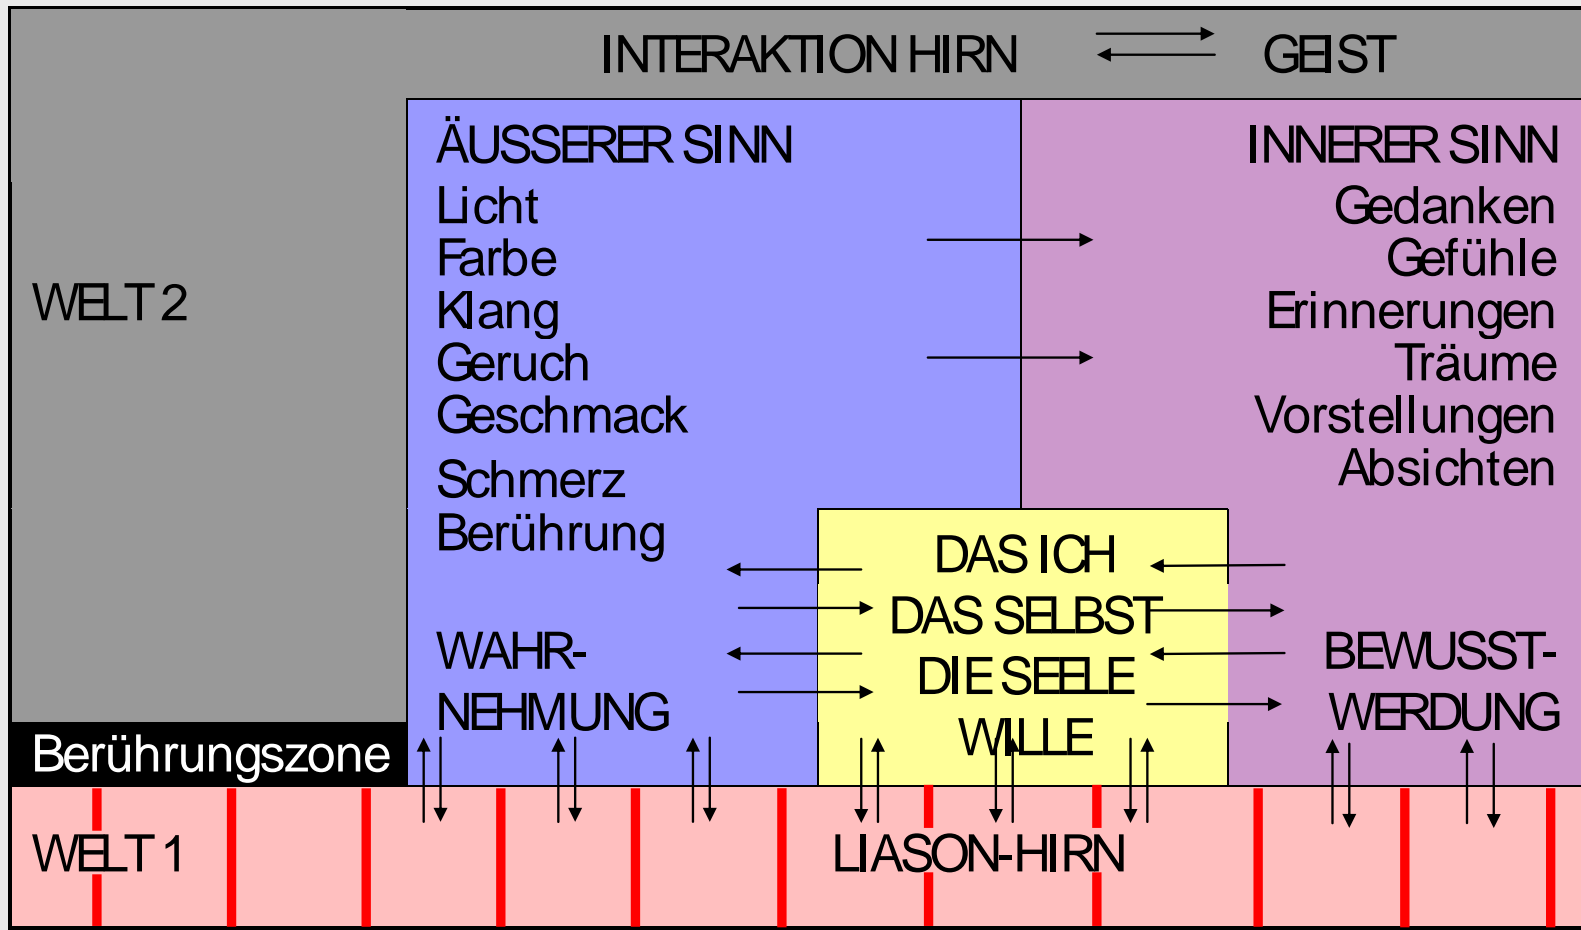 INTERAKTION HIRN GEIST
WELT 2
ÄUSSERER SINN
Licht
Farbe
Klang
Geruch
Geschmack
Schmerz
Berührung
WAHR-
NEHMUNG
INNERER SINN
Gedanken
Gefühle
Erinnerungen
Träume
Vorstellungen
Absichten
BEWUSST-
WERDUNG
DAS ICH
DAS SELBST
DIE SEELE
WILLE
Berührungszone
WELT 1
LIASON-HIRN